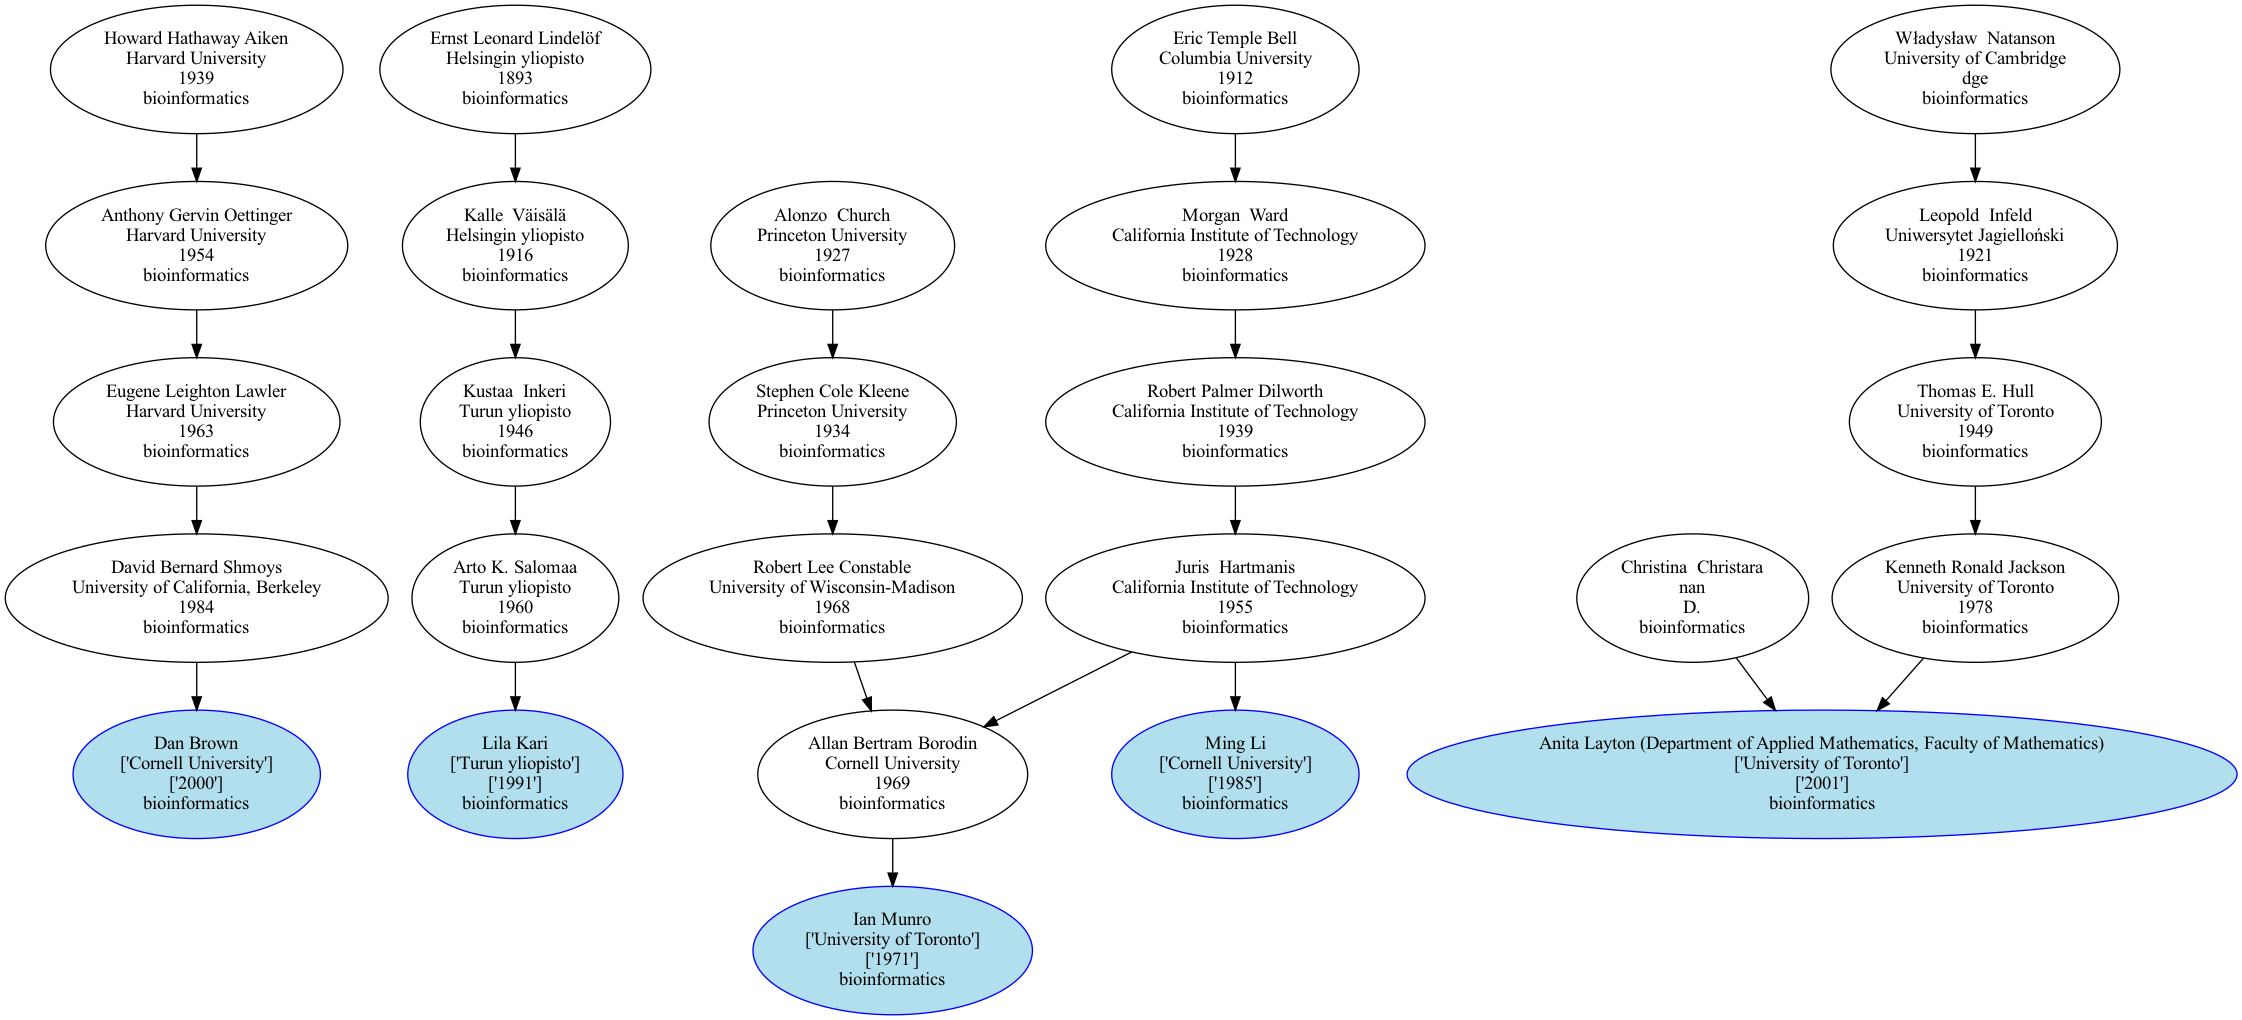 Howard Hathaway Aiken
Harvard University
1939
bioinformatics
Ernst Leonard Lindelöf
Helsingin yliopisto
1893
bioinformatics
Eric Temple Bell
Columbia University
1912
bioinformatics
Władysław  Natanson
University of Cambridge
dge
bioinformatics
Anthony Gervin Oettinger
Harvard University
1954
bioinformatics
Kalle  Väisälä
Helsingin yliopisto
1916
bioinformatics
Alonzo  Church
Princeton University
1927
bioinformatics
Morgan  Ward
California Institute of Technology
1928
bioinformatics
Leopold  Infeld
Uniwersytet Jagielloński
1921
bioinformatics
Eugene Leighton Lawler
Harvard University
1963
bioinformatics
Kustaa  Inkeri
Turun yliopisto
1946
bioinformatics
Stephen Cole Kleene
Princeton University
1934
bioinformatics
Robert Palmer Dilworth
California Institute of Technology
1939
bioinformatics
Thomas E. Hull
University of Toronto
1949
bioinformatics
David Bernard Shmoys
University of California, Berkeley
1984
bioinformatics
Arto K. Salomaa
Turun yliopisto
1960
bioinformatics
Robert Lee Constable
University of Wisconsin-Madison
1968
bioinformatics
Juris  Hartmanis
California Institute of Technology
1955
bioinformatics
Christina  Christara
nan
D.
bioinformatics
Kenneth Ronald Jackson
University of Toronto
1978
bioinformatics
Dan Brown
['Cornell University']
['2000']
bioinformatics
Lila Kari
['Turun yliopisto']
['1991']
bioinformatics
Allan Bertram Borodin
Cornell University
1969
bioinformatics
Ming Li
['Cornell University']
['1985']
bioinformatics
Anita Layton (Department of Applied Mathematics, Faculty of Mathematics)
['University of Toronto']
['2001']
bioinformatics
Ian Munro
['University of Toronto']
['1971']
bioinformatics